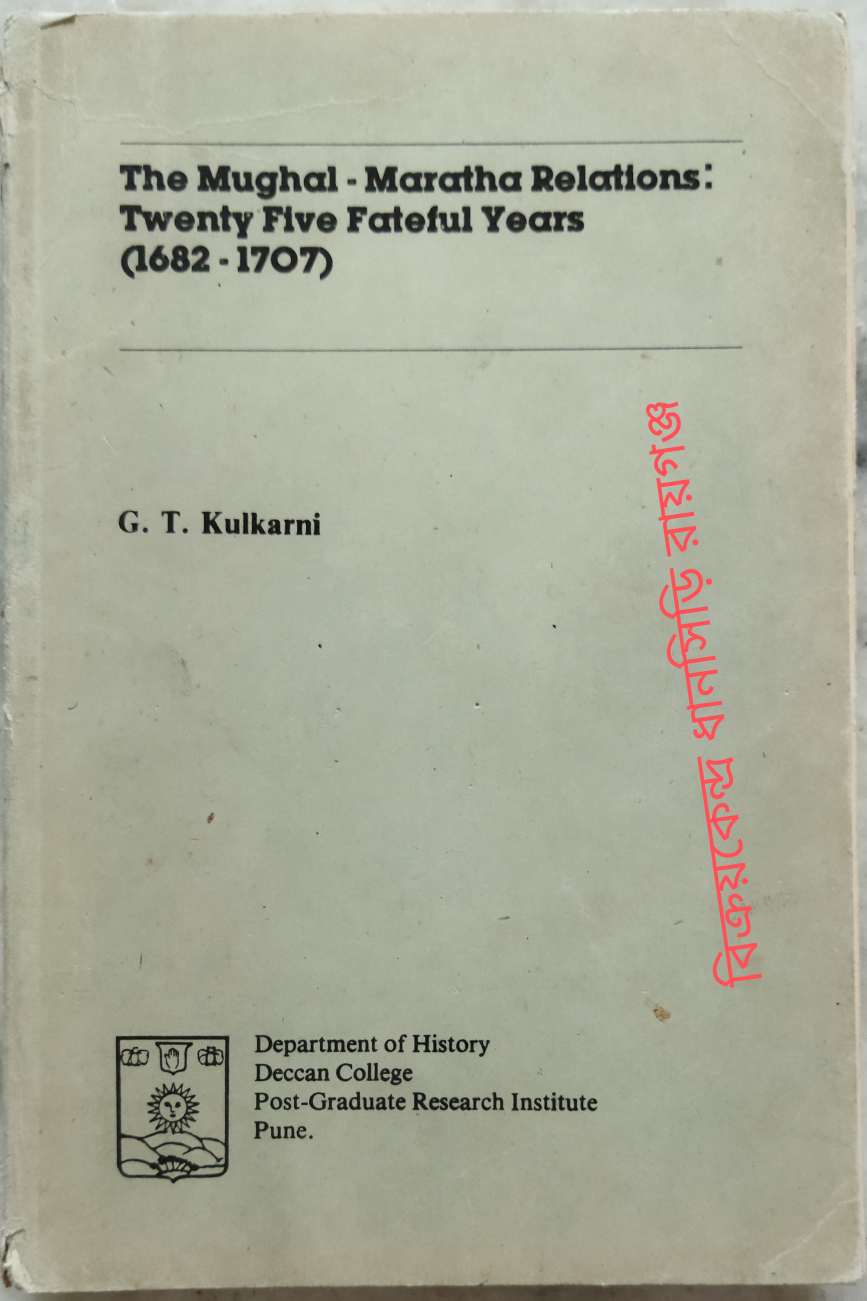 The Mughal - Maratha Relations:
Twenty Five Fateful Years
(1682 - 1707)
G. T. Kulkarni
বিক্রয়কেন্দ্র ধানসিড়ি রায়গঞ্জ
Department of History
Deccan College
Post-Graduate Research Institute
Pune.